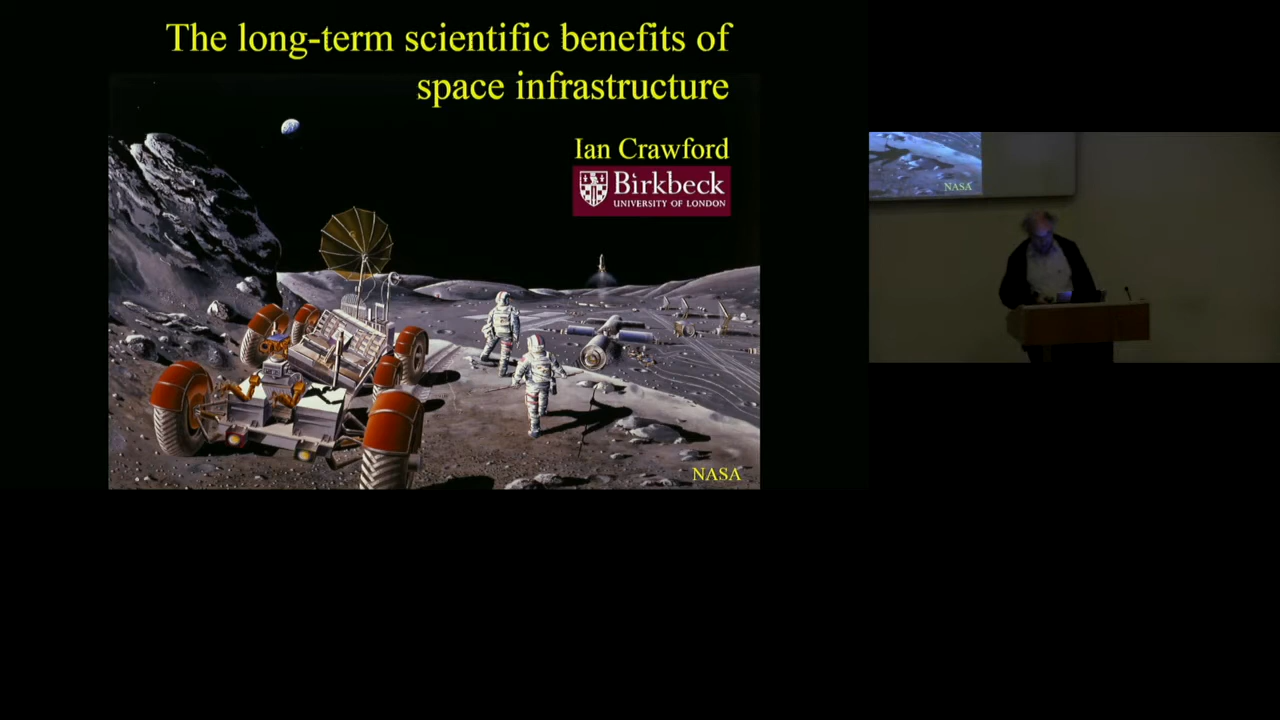 The long-term scientific benefits of
space infrastructure
Ian Crawford
Birkbeck
UNIVERSITY OF LONDON
NASA
NASA